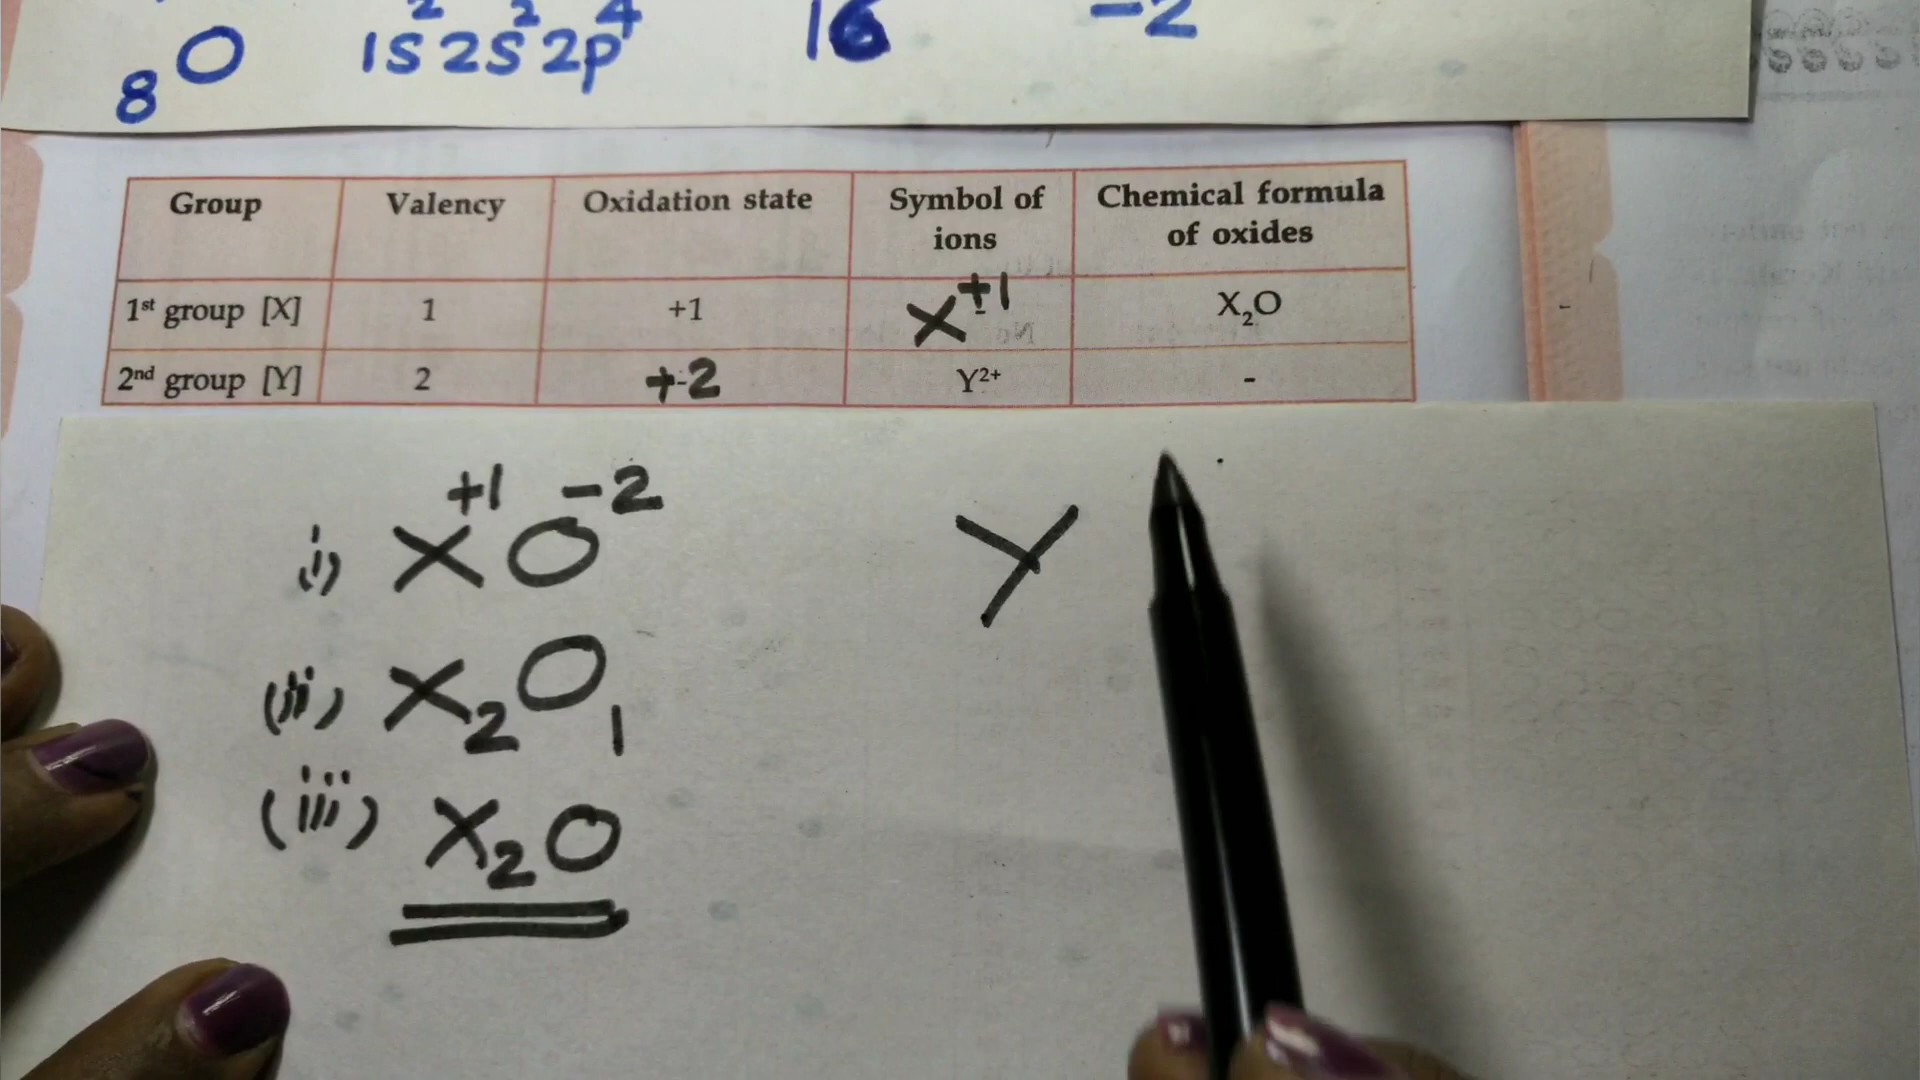 ₈O 1s² 2s² 2p⁴ 16 -2
Group Valency Oxidation state Symbol of ions Chemical formula of oxides
1st group [X] 1 +1 X⁺¹ X₂O
2nd group [Y] 2 +2 Y²⁺ -
i) X⁺¹ O⁻² Y
(ii) X₂O₁
(iii) X₂O